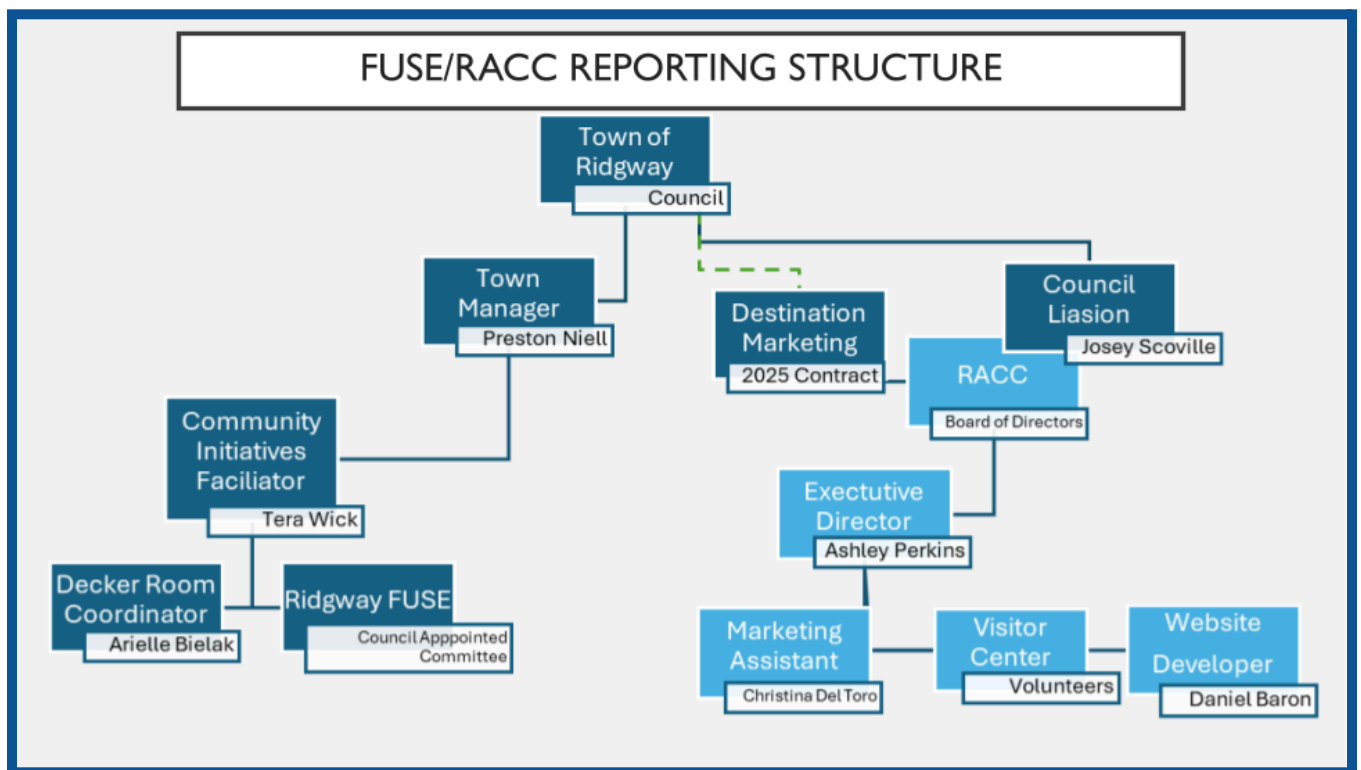 FUSE/RACC REPORTING STRUCTURE
Town of
Ridgway
Council
Town
Manager
Preston Niell
Destination
Marketing
2025 Contract
Council
Liasion
Josey Scoville
RACC
Board of Directors
Community
Initiatives
Faciliator
Tera Wick
Exectutive
Director
Ashley Perkins
Decker Room
Coordinator
Arielle Bielak
Ridgway FUSE
Council Apppointed
Committee
Marketing
Assistant
Christina Del Toro
Visitor
Center
Volunteers
Website
Developer
Daniel Baron